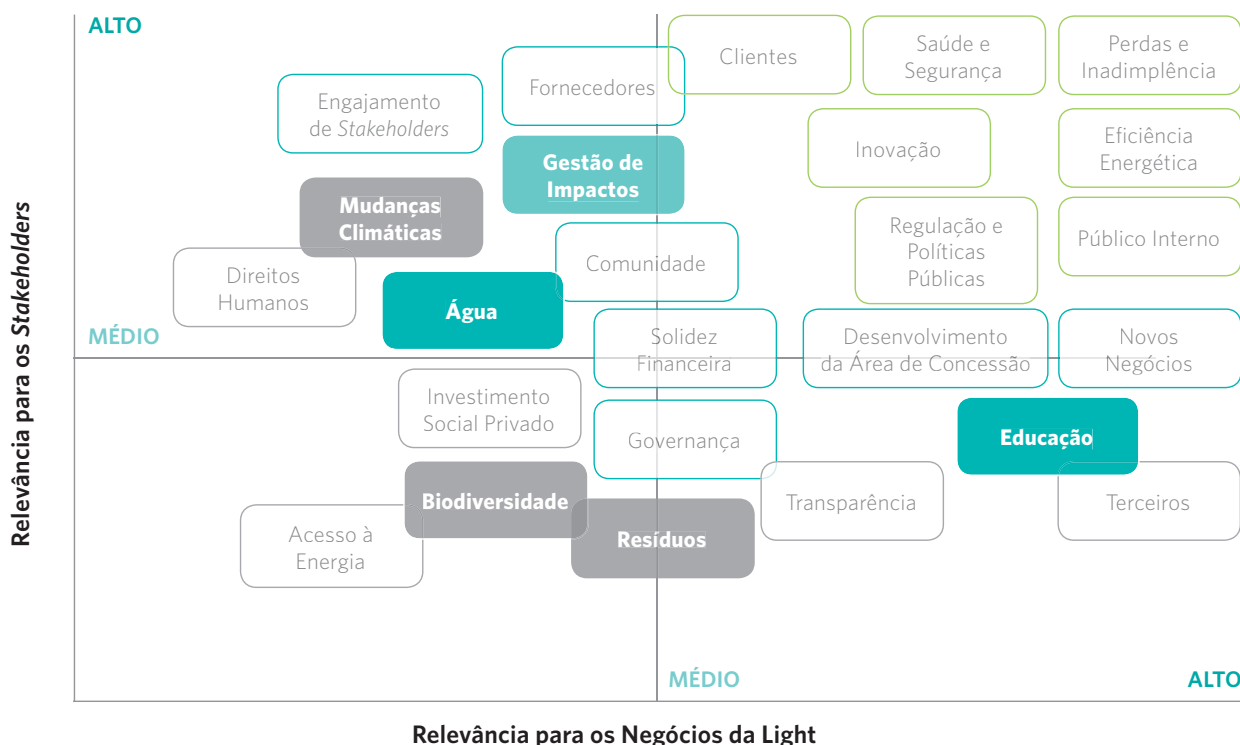 ALTO
Clientes
Saúde e
Segurança
Perdas e
Inadimplência
Fornecedores
Engajamento
de Stakeholders
Inovação
Eficiência
Energética
Gestão de
Impactos
Mudanças
Climáticas
Regulação e
Políticas
Públicas
Público Interno
Comunidade
Direitos
Humanos
Água
MÉDIO
Solidez
Financeira
Desenvolvimento
da Área de Concessão
Novos
Negócios
Investimento
Social Privado
Governança
Educação
Biodiversidade
Transparência
Terceiros
Acesso à
Energia
Resíduos
MÉDIO
ALTO
Relevância para os Stakeholders
Relevância para os Negócios da Light